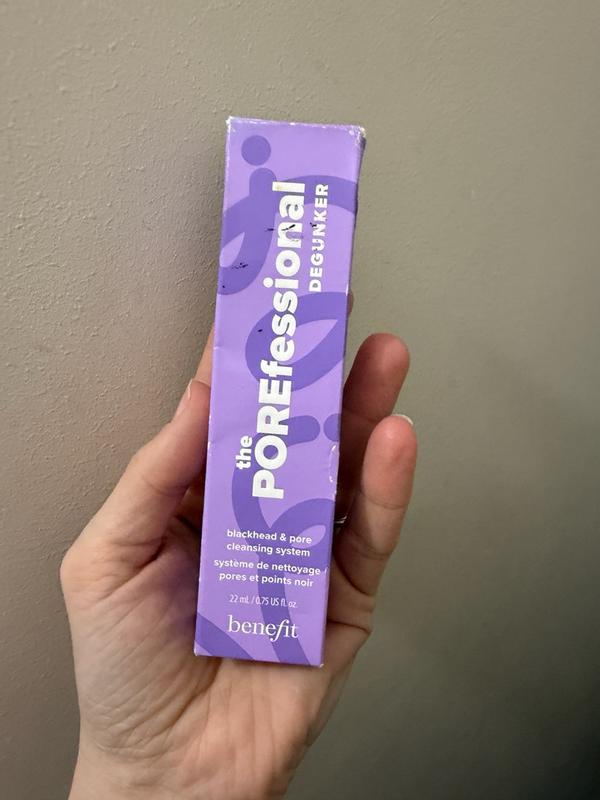 the
POREfessional
DEGUNKER
blackhead & pore
cleansing system
système de nettoyage
pores et points noir
22 mL / 0.75 US fl. oz.
benefit